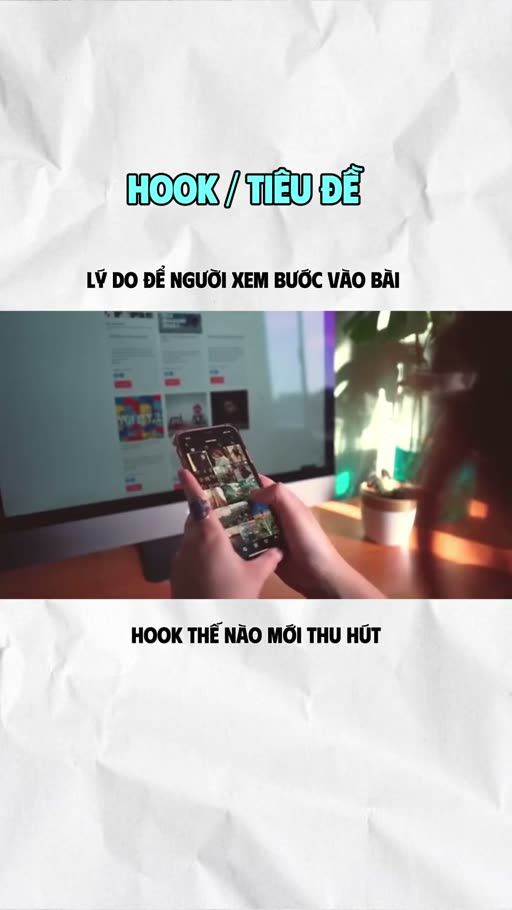 HOOK / TIÊU ĐỀ
LÝ DO ĐỂ NGƯỜI XEM BƯỚC VÀO BÀI
HOOK THẾ NÀO MỚI THU HÚT